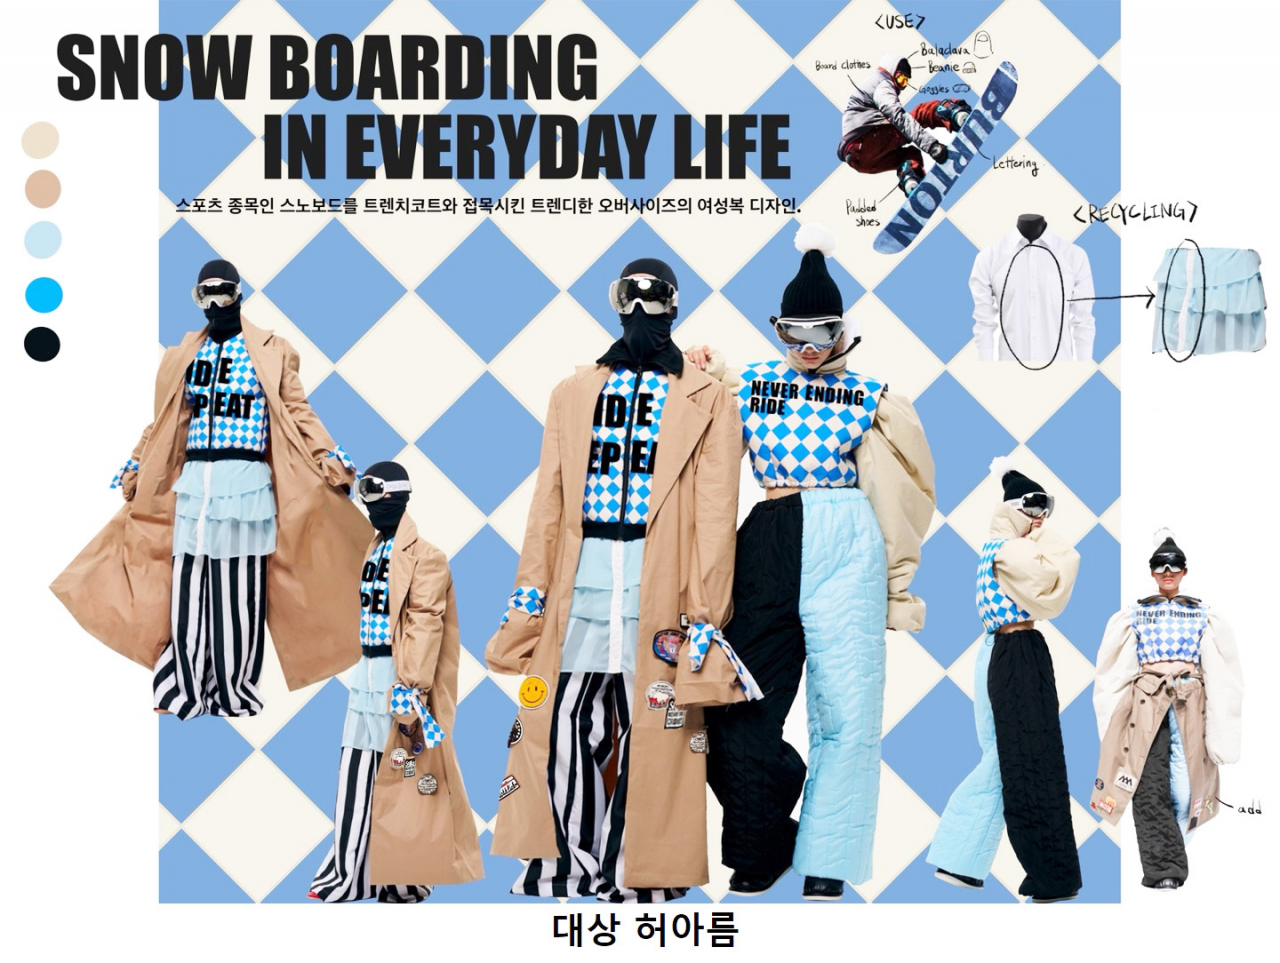 SNOW BOARDING
IN EVERYDAY LIFE
스포츠 종목인 스노보드를 트렌치코트와 접목시킨 트렌디한 오버사이즈의 여성복 디자인.
<USE>
Balaclava
Board clothes
Beanie
Goggles
BURTON
Lettering
Padded
shoes
<RECYCLING>
IDE
EPEAT
NEVER ENDING
RIDE
IDE
EPEA
NEVER ENDING
RIDE
add
대상 허아름